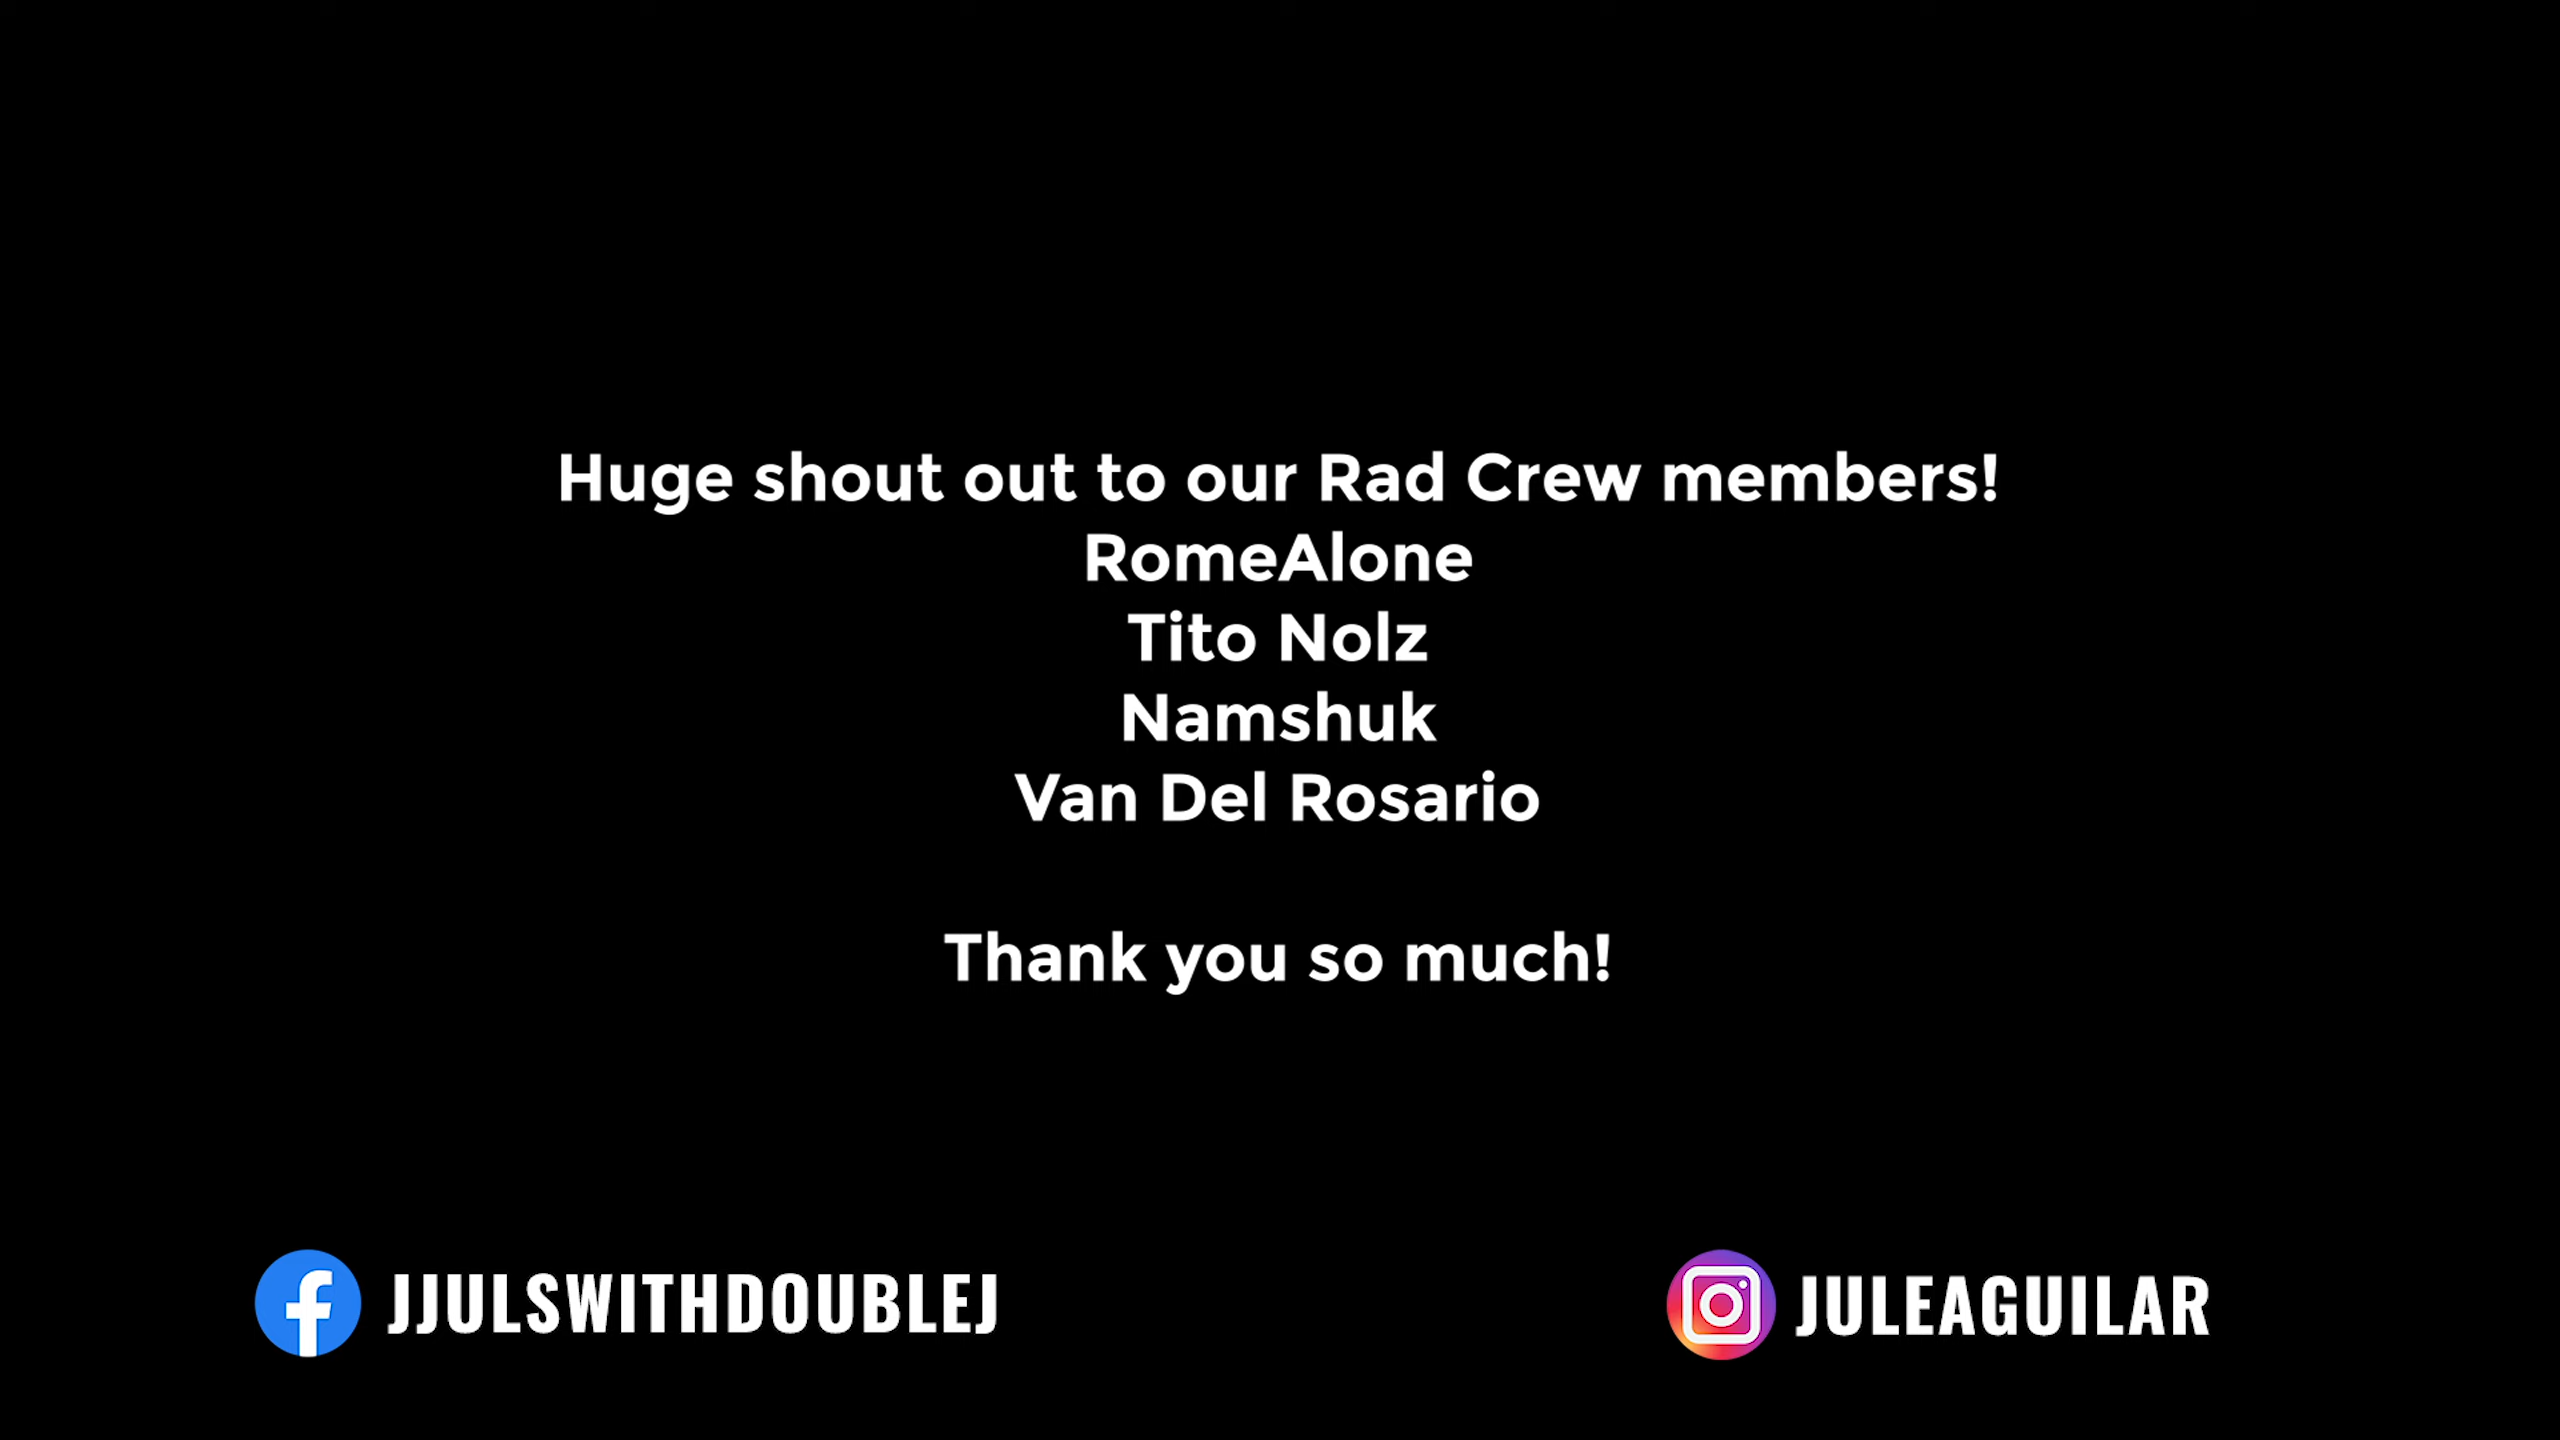 Huge shout out to our Rad Crew members!
RomeAlone
Tito Nolz
Namshuk
Van Del Rosario
Thank you so much!
JJULSWITHDOUBLEJ
JULEAGUILAR